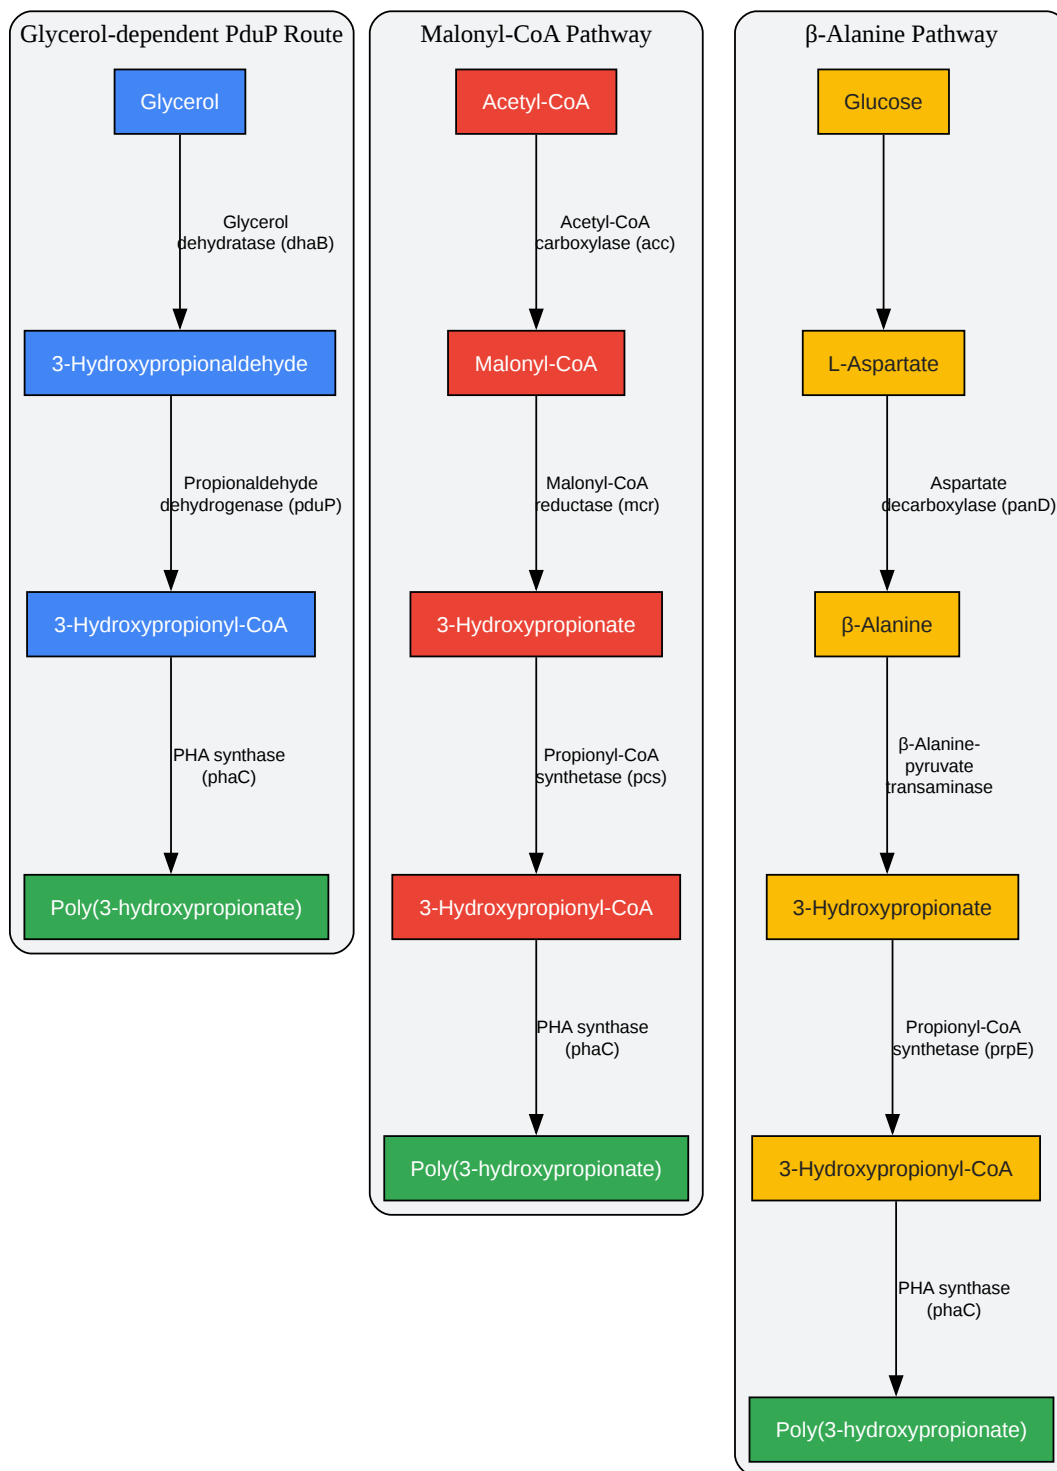 Glycerol-dependent PduP Route
Glycerol
Glycerol
dehydratase (dhaB)
3-Hydroxypropionaldehyde
Propionaldehyde
dehydrogenase (pduP)
3-Hydroxypropionyl-CoA
PHA synthase
(phaC)
Poly(3-hydroxypropionate)
Malonyl-CoA Pathway
Acetyl-CoA
Acetyl-CoA
carboxylase (acc)
Malonyl-CoA
Malonyl-CoA
reductase (mcr)
3-Hydroxypropionate
Propionyl-CoA
synthetase (pcs)
3-Hydroxypropionyl-CoA
PHA synthase
(phaC)
Poly(3-hydroxypropionate)
β-Alanine Pathway
Glucose
L-Aspartate
Aspartate
decarboxylase (panD)
β-Alanine
β-Alanine-
pyruvate
transaminase
3-Hydroxypropionate
Propionyl-CoA
synthetase (prpE)
3-Hydroxypropionyl-CoA
PHA synthase
(phaC)
Poly(3-hydroxypropionate)